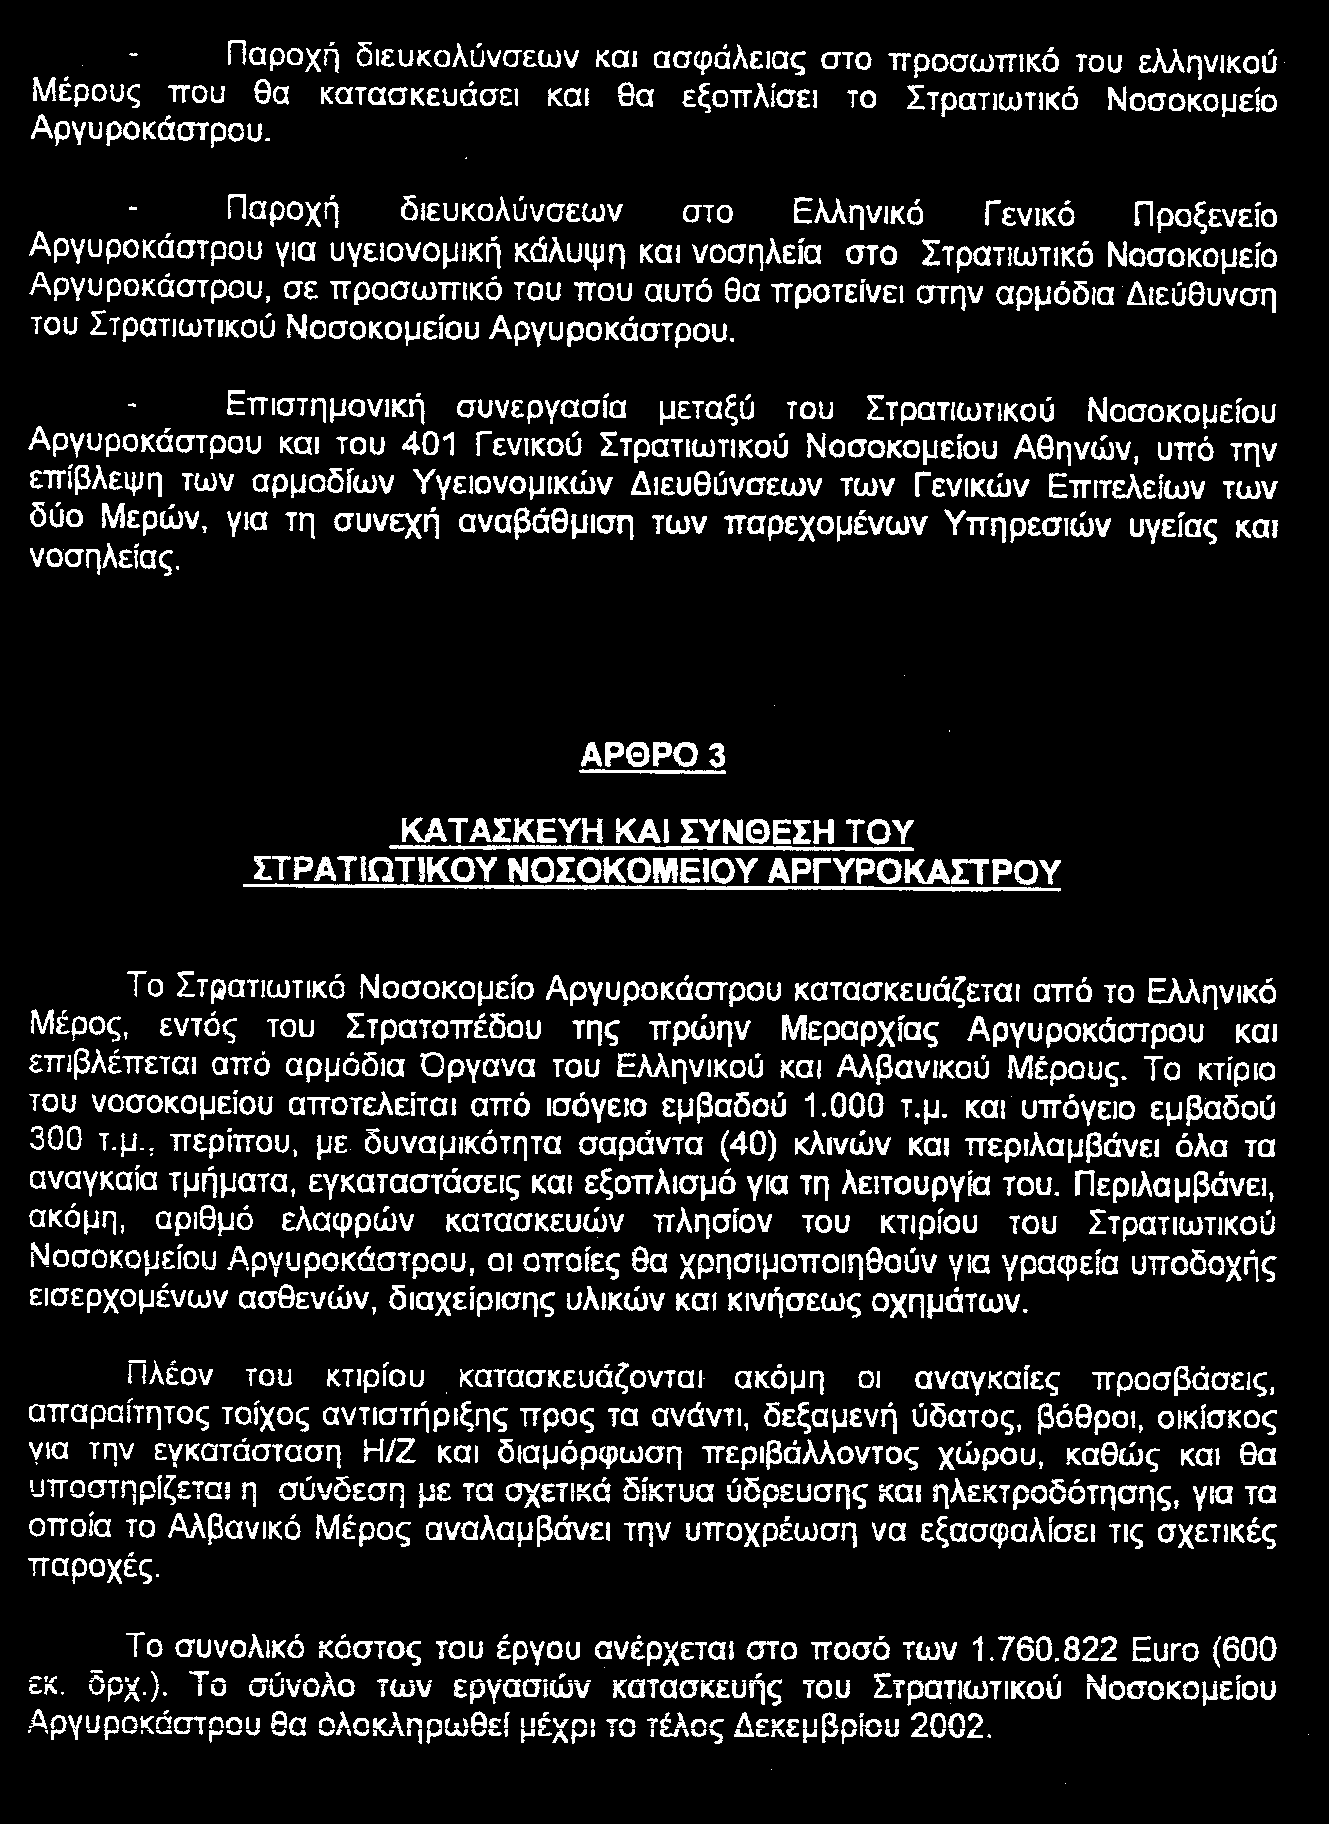 - Παροχή διευκολύνσεων και ασφάλειας στο προσωπικό του ελληνικού
Μέρους που θα κατασκευάσει και θα εξοπλίσει το Στρατιωτικό Νοσοκομείο
Αργυροκάστρου.
- Παροχή διευκολύνσεων στο Ελληνικό Γενικό Προξενείο
Αργυροκάστρου για υγειονομική κάλυψη και νοσηλεία στο Στρατιωτικό Νοσοκομείο
Αργυροκάστρου, σε προσωπικό του που αυτό θα προτείνει στην αρμόδια Διεύθυνση
του Στρατιωτικού Νοσοκομείου Αργυροκάστρου.
- Επιστημονική συνεργασία μεταξύ του Στρατιωτικού Νοσοκομείου
Αργυροκάστρου και του 401 Γενικού Στρατιωτικού Νοσοκομείου Αθηνών, υπό την
επίβλεψη των αρμοδίων Υγειονομικών Διευθύνσεων των Γενικών Επιτελείων των
δύο Μερών, για τη συνεχή αναβάθμιση των παρεχομένων Υπηρεσιών υγείας και
νοσηλείας.
ΑΡΘΡΟ 3
ΚΑΤΑΣΚΕΥΗ ΚΑΙ ΣΥΝΘΕΣΗ ΤΟΥ
ΣΤΡΑΤΙΩΤΙΚΟΥ ΝΟΣΟΚΟΜΕΙΟΥ ΑΡΓΥΡΟΚΑΣΤΡΟΥ
Το Στρατιωτικό Νοσοκομείο Αργυροκάστρου κατασκευάζεται από το Ελληνικό
Μέρος, εντός του Στρατοπέδου της πρώην Μεραρχίας Αργυροκάστρου και
επιβλέπεται από αρμόδια Όργανα του Ελληνικού και Αλβανικού Μέρους. Το κτίριο
του νοσοκομείου αποτελείται από ισόγειο εμβαδού 1.000 τ.μ. και υπόγειο εμβαδού
300 τ.μ., περίπου, με δυναμικότητα σαράντα (40) κλινών και περιλαμβάνει όλα τα
αναγκαία τμήματα, εγκαταστάσεις και εξοπλισμό για τη λειτουργία του. Περιλαμβάνει,
ακόμη, αριθμό ελαφρών κατασκευών πλησίον του κτιρίου του Στρατιωτικού
Νοσοκομείου Αργυροκάστρου, οι οποίες θα χρησιμοποιηθούν για γραφεία υποδοχής
εισερχομένων ασθενών, διαχείρισης υλικών και κινήσεως οχημάτων.
Πλέον του κτιρίου κατασκευάζονται ακόμη οι αναγκαίες προσβάσεις,
απαραίτητος τοίχος αντιστήριξης προς τα ανάντι, δεξαμενή ύδατος, βόθροι, οικίσκος
για την εγκατάσταση Η/Ζ και διαμόρφωση περιβάλλοντος χώρου, καθώς και θα
υποστηρίζεται η σύνδεση με τα σχετικά δίκτυα ύδρευσης και ηλεκτροδότησης, για τα
οποία το Αλβανικό Μέρος αναλαμβάνει την υποχρέωση να εξασφαλίσει τις σχετικές
παροχές.
Το συνολικό κόστος του έργου ανέρχεται στο ποσό των 1.760.822 Euro (600
εκ. δρχ.). Το σύνολο των εργασιών κατασκευής του Στρατιωτικού Νοσοκομείου
Αργυροκάστρου θα ολοκληρωθεί μέχρι το τέλος Δεκεμβρίου 2002.